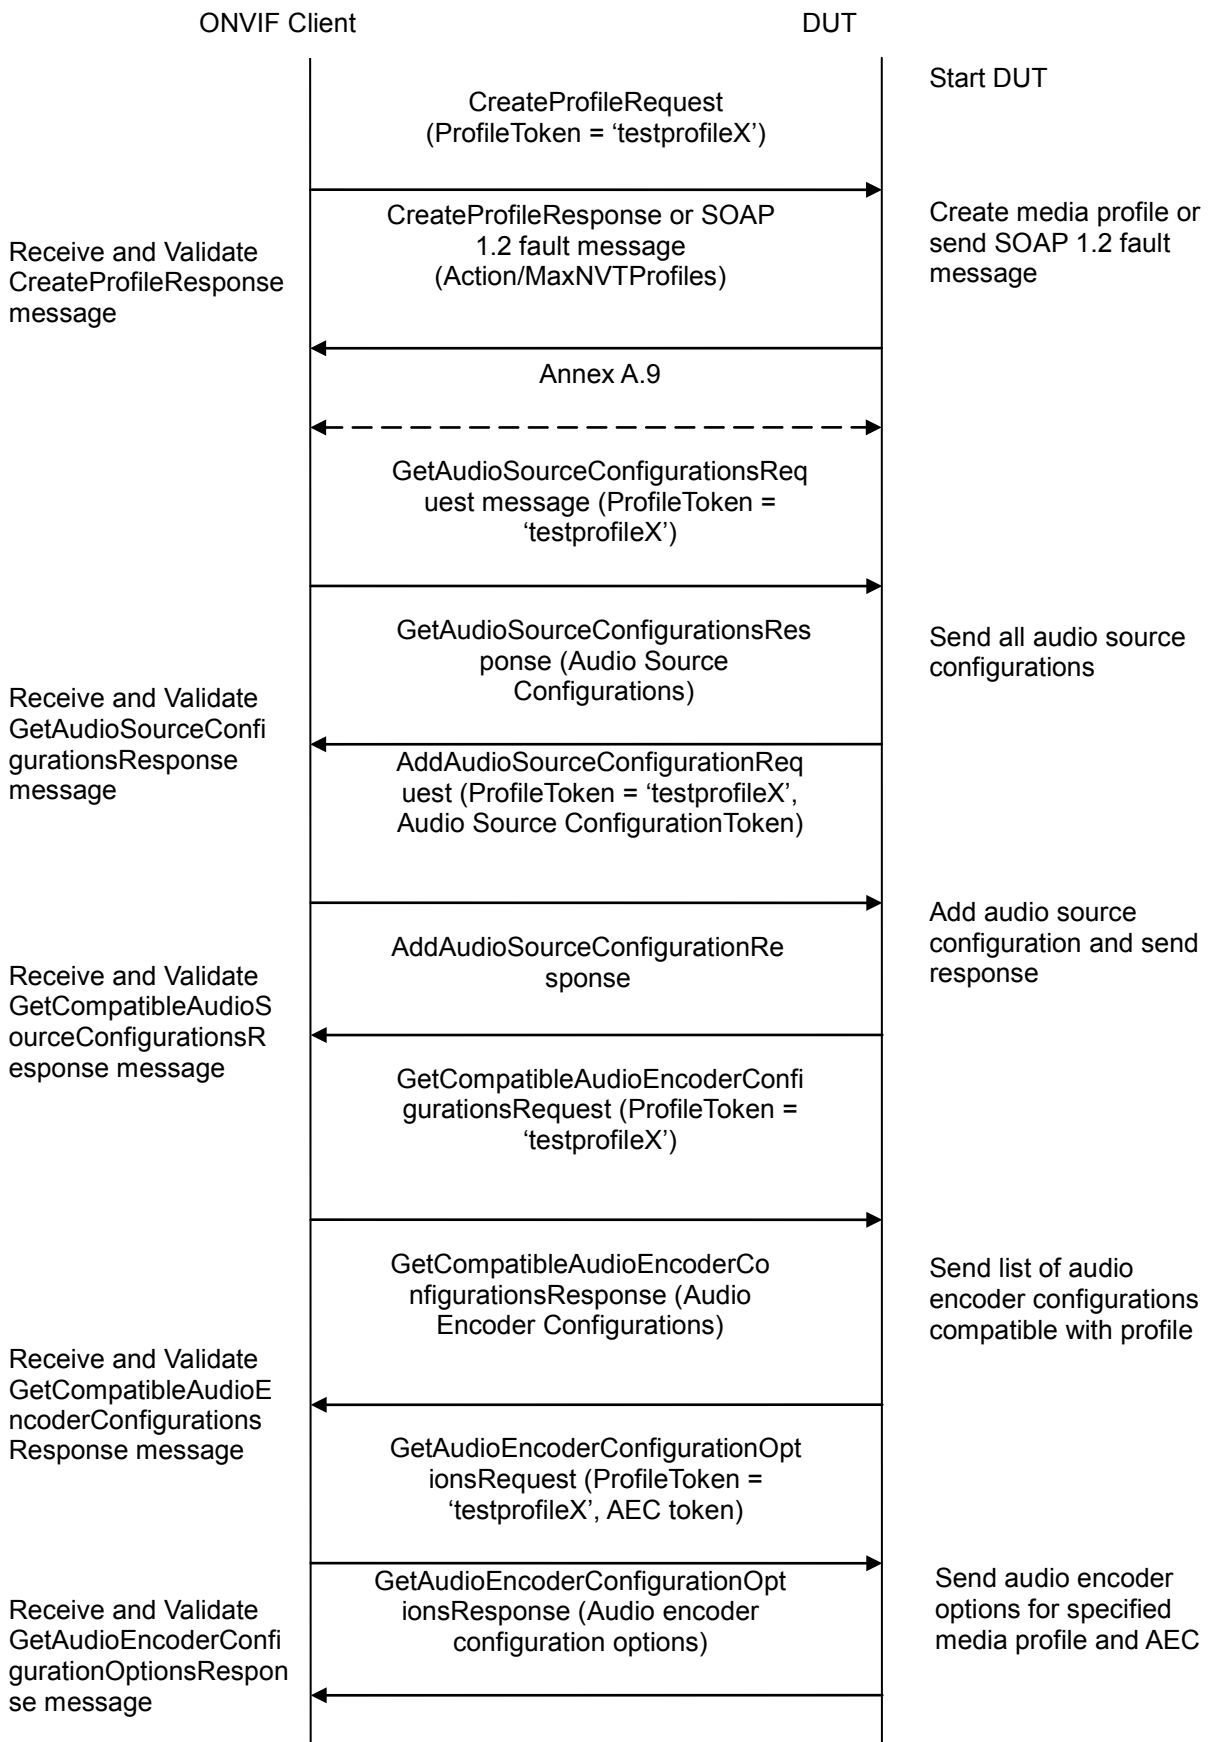 ONVIF Client
DUT
Start DUT
CreateProfileRequest
(ProfileToken = ‘testprofileX’)
CreateProfileResponse or SOAP
1.2 fault message
(Action/MaxNVTProfiles)
Create media profile or
send SOAP 1.2 fault
message
Receive and Validate
CreateProfileResponse
message
Annex A.9
GetAudioSourceConfigurationsReq
uest message (ProfileToken =
‘testprofileX’)
GetAudioSourceConfigurationsRes
ponse (Audio Source
Configurations)
Send all audio source
configurations
Receive and Validate
GetAudioSourceConfi
gurationsResponse
message
AddAudioSourceConfigurationReq
uest (ProfileToken = ‘testprofileX’,
Audio Source ConfigurationToken)
Add audio source
configuration and send
response
AddAudioSourceConfigurationRe
sponse
Receive and Validate
GetCompatibleAudioS
ourceConfigurationsR
esponse message
GetCompatibleAudioEncoderConfi
gurationsRequest (ProfileToken =
‘testprofileX’)
GetCompatibleAudioEncoderCo
nfigurationsResponse (Audio
Encoder Configurations)
Send list of audio
encoder configurations
compatible with profile
Receive and Validate
GetCompatibleAudioE
ncoderConfigurations
Response message
GetAudioEncoderConfigurationOpt
ionsRequest (ProfileToken =
‘testprofileX’, AEC token)
GetAudioEncoderConfigurationOpt
ionsResponse (Audio encoder
configuration options)
Send audio encoder
options for specified
media profile and AEC
Receive and Validate
GetAudioEncoderConfi
gurationOptionsRespon
se message